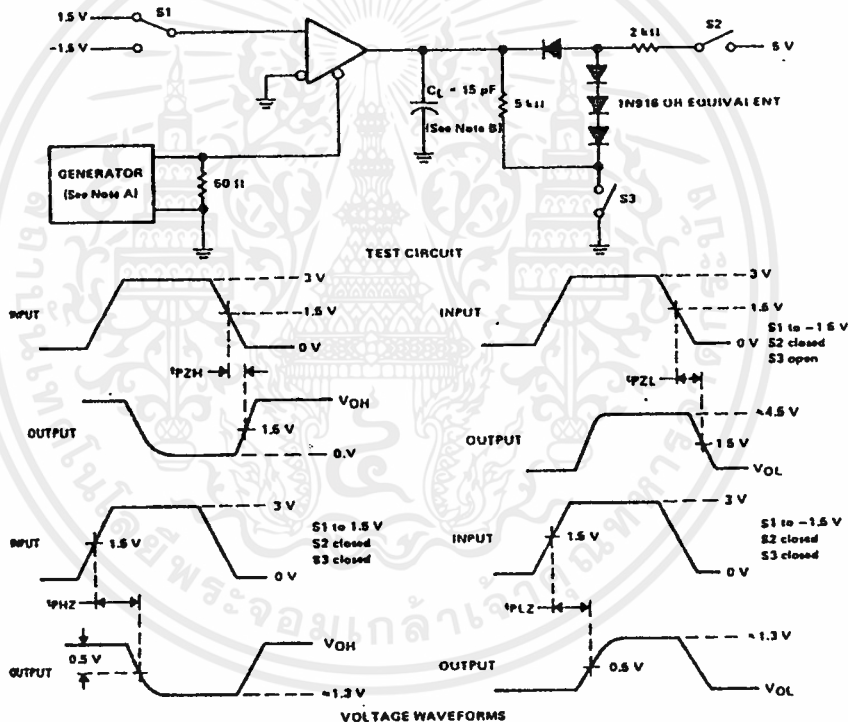 1.5 V
S1
-1.5 V
2 kΩ
S2
5 V
CL = 15 pF
(See Note B)
5 kΩ
1N916 OR EQUIVALENT
GENERATOR
(See Note A)
50 Ω
S3
TEST CIRCUIT
INPUT
3 V
1.5 V
0 V
tPZH
OUTPUT
VOH
1.5 V
0.V
INPUT
3 V
1.5 V
0 V
S1 to -1.5 V
S2 closed
S3 open
tPZL
OUTPUT
≈4.5 V
1.5 V
VOL
INPUT
3 V
1.5 V
0 V
S1 to 1.5 V
S2 closed
S3 closed
tPHZ
OUTPUT
0.5 V
VOH
≈1.3 V
INPUT
3 V
1.5 V
0 V
S1 to -1.5 V
S2 closed
S3 closed
tPLZ
OUTPUT
≈1.3 V
0.5 V
VOL
VOLTAGE WAVEFORMS